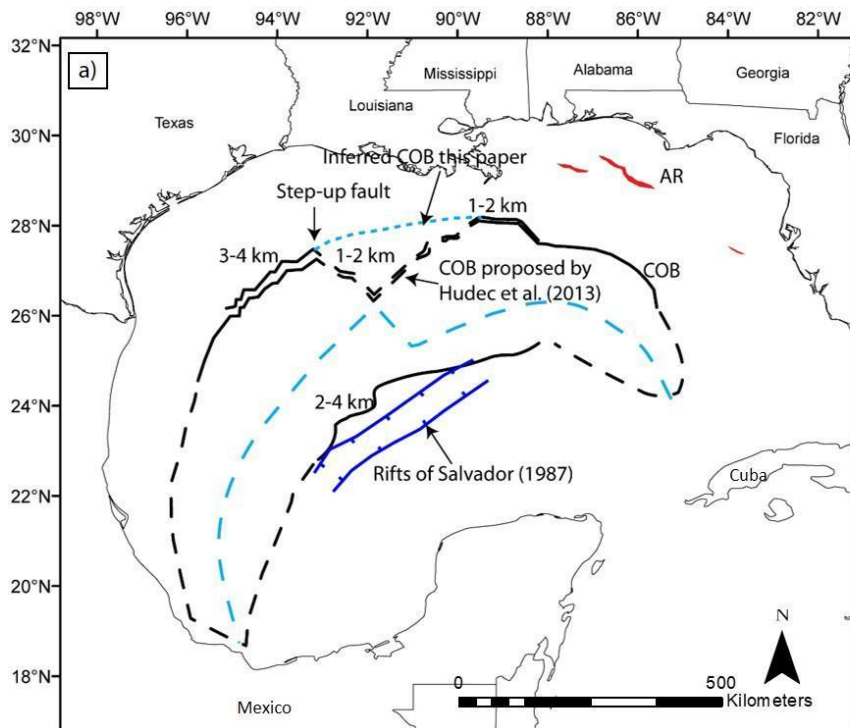 98°W 96°W 94°W 92°W 90°W 88°W 86°W 84°W 82°W
32°N
a)
Mississippi
Alabama
Georgia
Louisiana
Texas
30°N
Florida
Inferred COB this paper
AR
Step-up fault
1-2 km
28°N
3-4 km
1-2 km
COB
COB proposed by
Hudec et al. (2013)
26°N
24°N
2-4 km
Rifts of Salvador (1987)
Cuba
22°N
20°N
N
18°N
0 500
Kilometers
Mexico